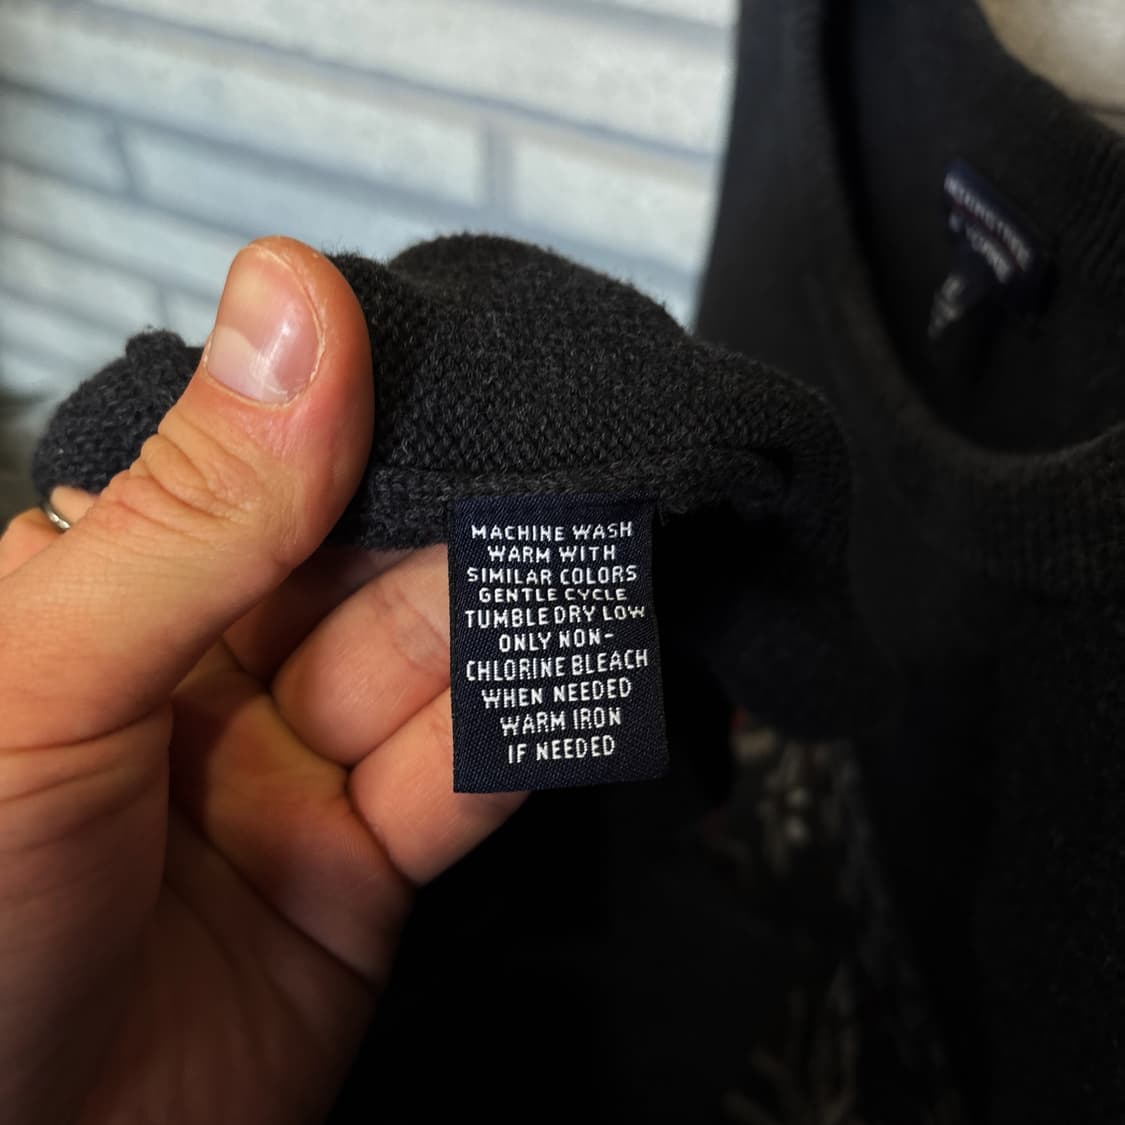 MACHINE WASH
WARM WITH
SIMILAR COLORS
GENTLE CYCLE
TUMBLE DRY LOW
ONLY NON-
CHLORINE BLEACH
WHEN NEEDED
WARM IRON
IF NEEDED